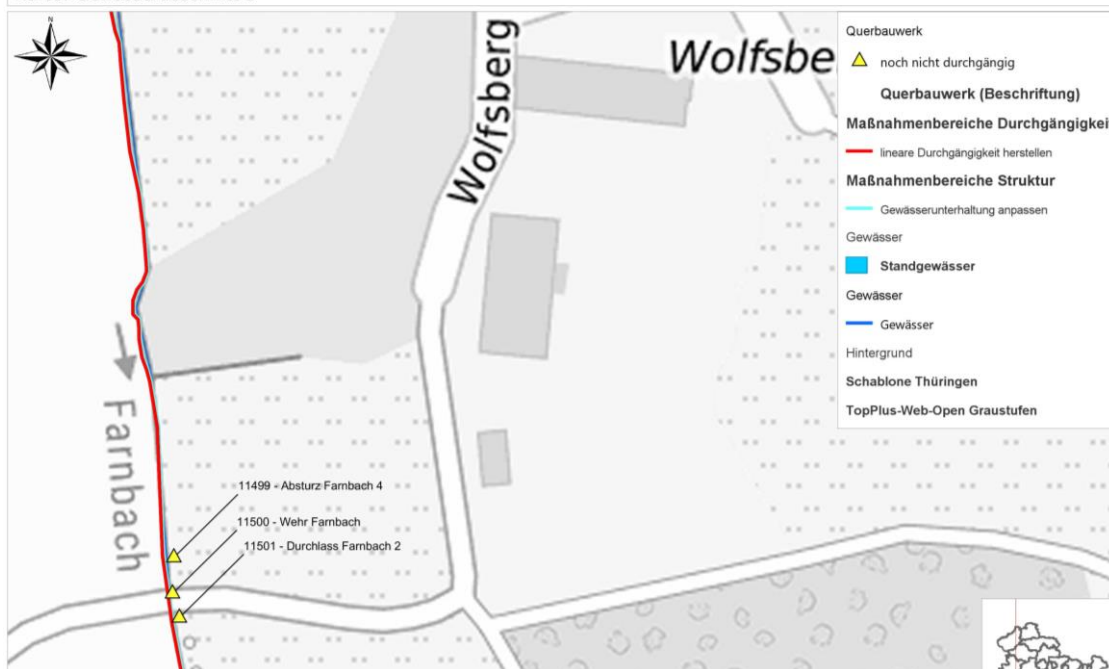 N
Wolfsberg
Wolfsbe
Farnbach
11499 - Absturz Farnbach 4
11500 - Wehr Farnbach
11501 - Durchlass Farnbach 2
Querbauwerk
noch nicht durchgängig
Querbauwerk (Beschriftung)
Maßnahmenbereiche Durchgängigkei
lineare Durchgängigkeit herstellen
Maßnahmenbereiche Struktur
Gewässerunterhaltung anpassen
Gewässer
Standgewässer
Gewässer
Gewässer
Hintergrund
Schablone Thüringen
TopPlus-Web-Open Graustufen